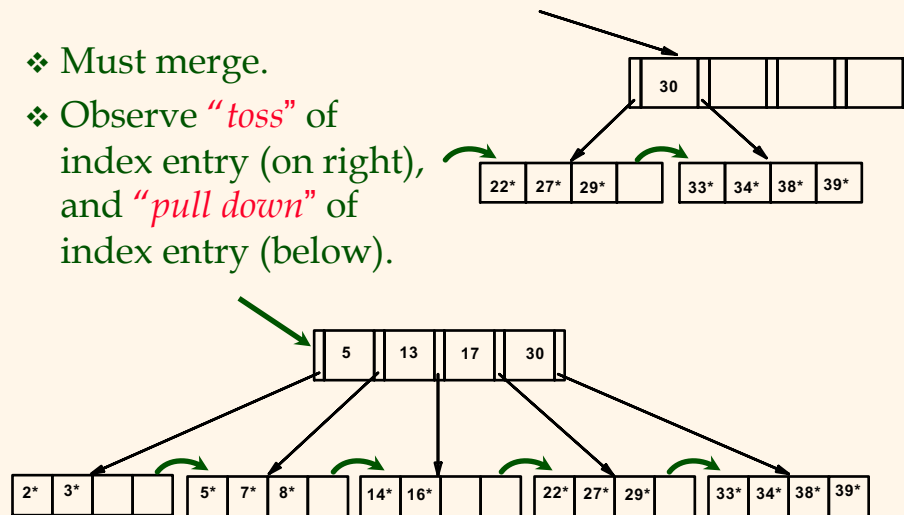 ❖ Must merge.
❖ Observe “toss” of
index entry (on right),
and “pull down” of
index entry (below).
30
22* 27* 29*
33* 34* 38* 39*
5 13 17 30
2* 3*
5* 7* 8*
14* 16*
22* 27* 29*
33* 34* 38* 39*